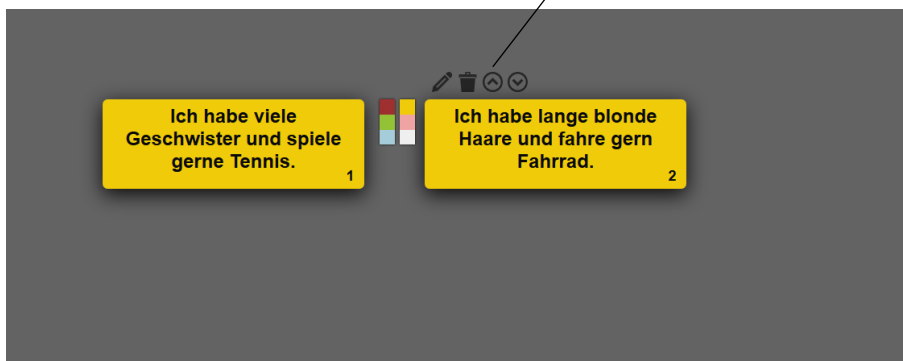 Ich habe viele
Geschwister und spiele
gerne Tennis.
1
Ich habe lange blonde
Haare und fahre gern
Fahrrad.
2